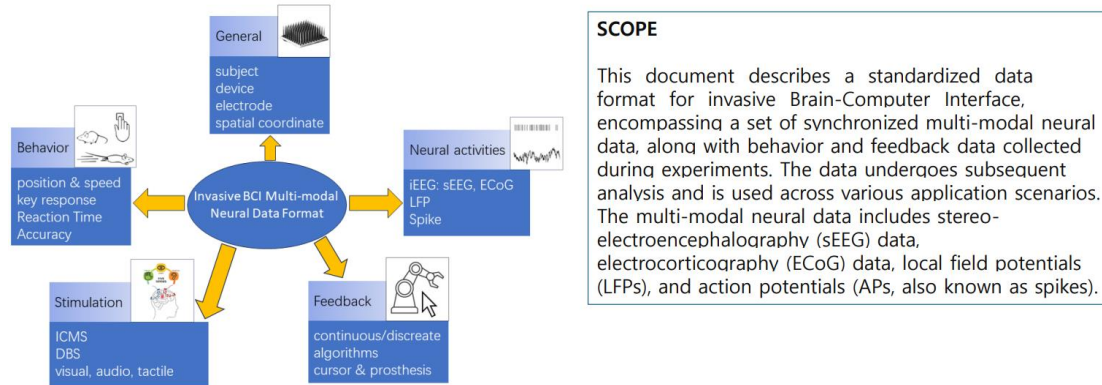 General
subject
device
electrode
spatial coordinate
Behavior
position & speed
key response
Reaction Time
Accuracy
Invasive BCI Multi-modal
Neural Data Format
Neural activities
iEEG: sEEG, ECoG
LFP
Spike
Stimulation
ICMS
DBS
visual, audio, tactile
Feedback
continuous/discreate
algorithms
cursor & prosthesis
SCOPE
This document describes a standardized data
format for invasive Brain-Computer Interface,
encompassing a set of synchronized multi-modal neural
data, along with behavior and feedback data collected
during experiments. The data undergoes subsequent
analysis and is used across various application scenarios.
The multi-modal neural data includes stereo-
electroencephalography (sEEG) data,
electrocorticography (ECoG) data, local field potentials
(LFPs), and action potentials (APs, also known as spikes).